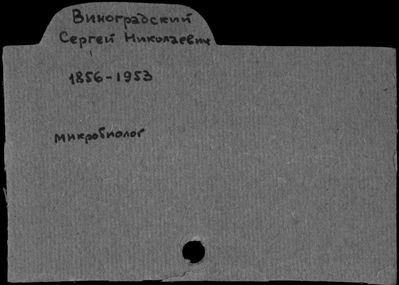 Виноградский
Сергей Николаевич
1856-1953
микробиолог